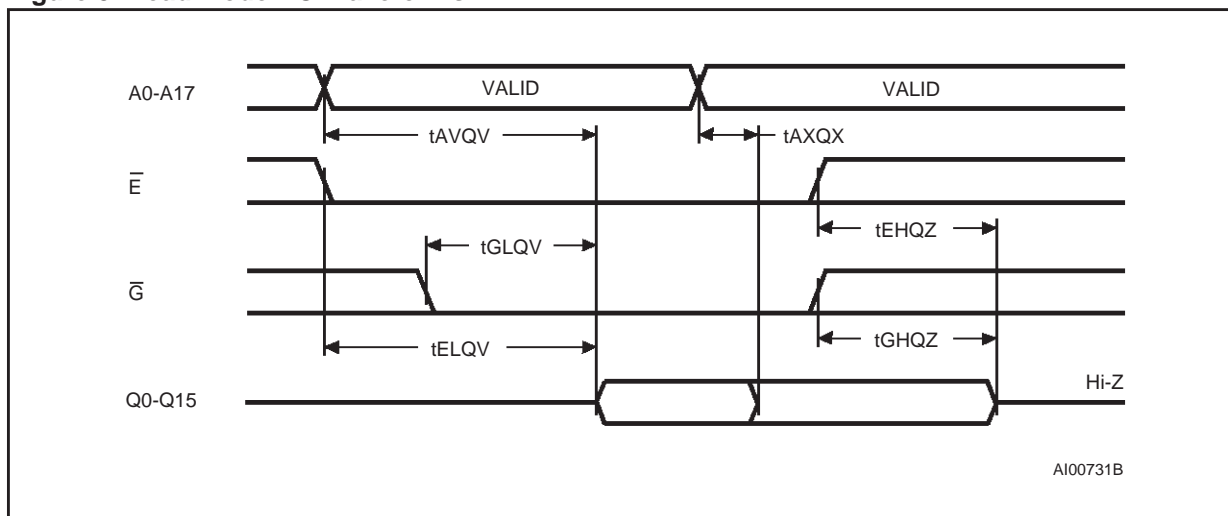 A0-A17
VALID
VALID
tAVQV
tAXQX
E
tEHQZ
tGLQV
G
tELQV
tGHQZ
Hi-Z
Q0-Q15
AI00731B